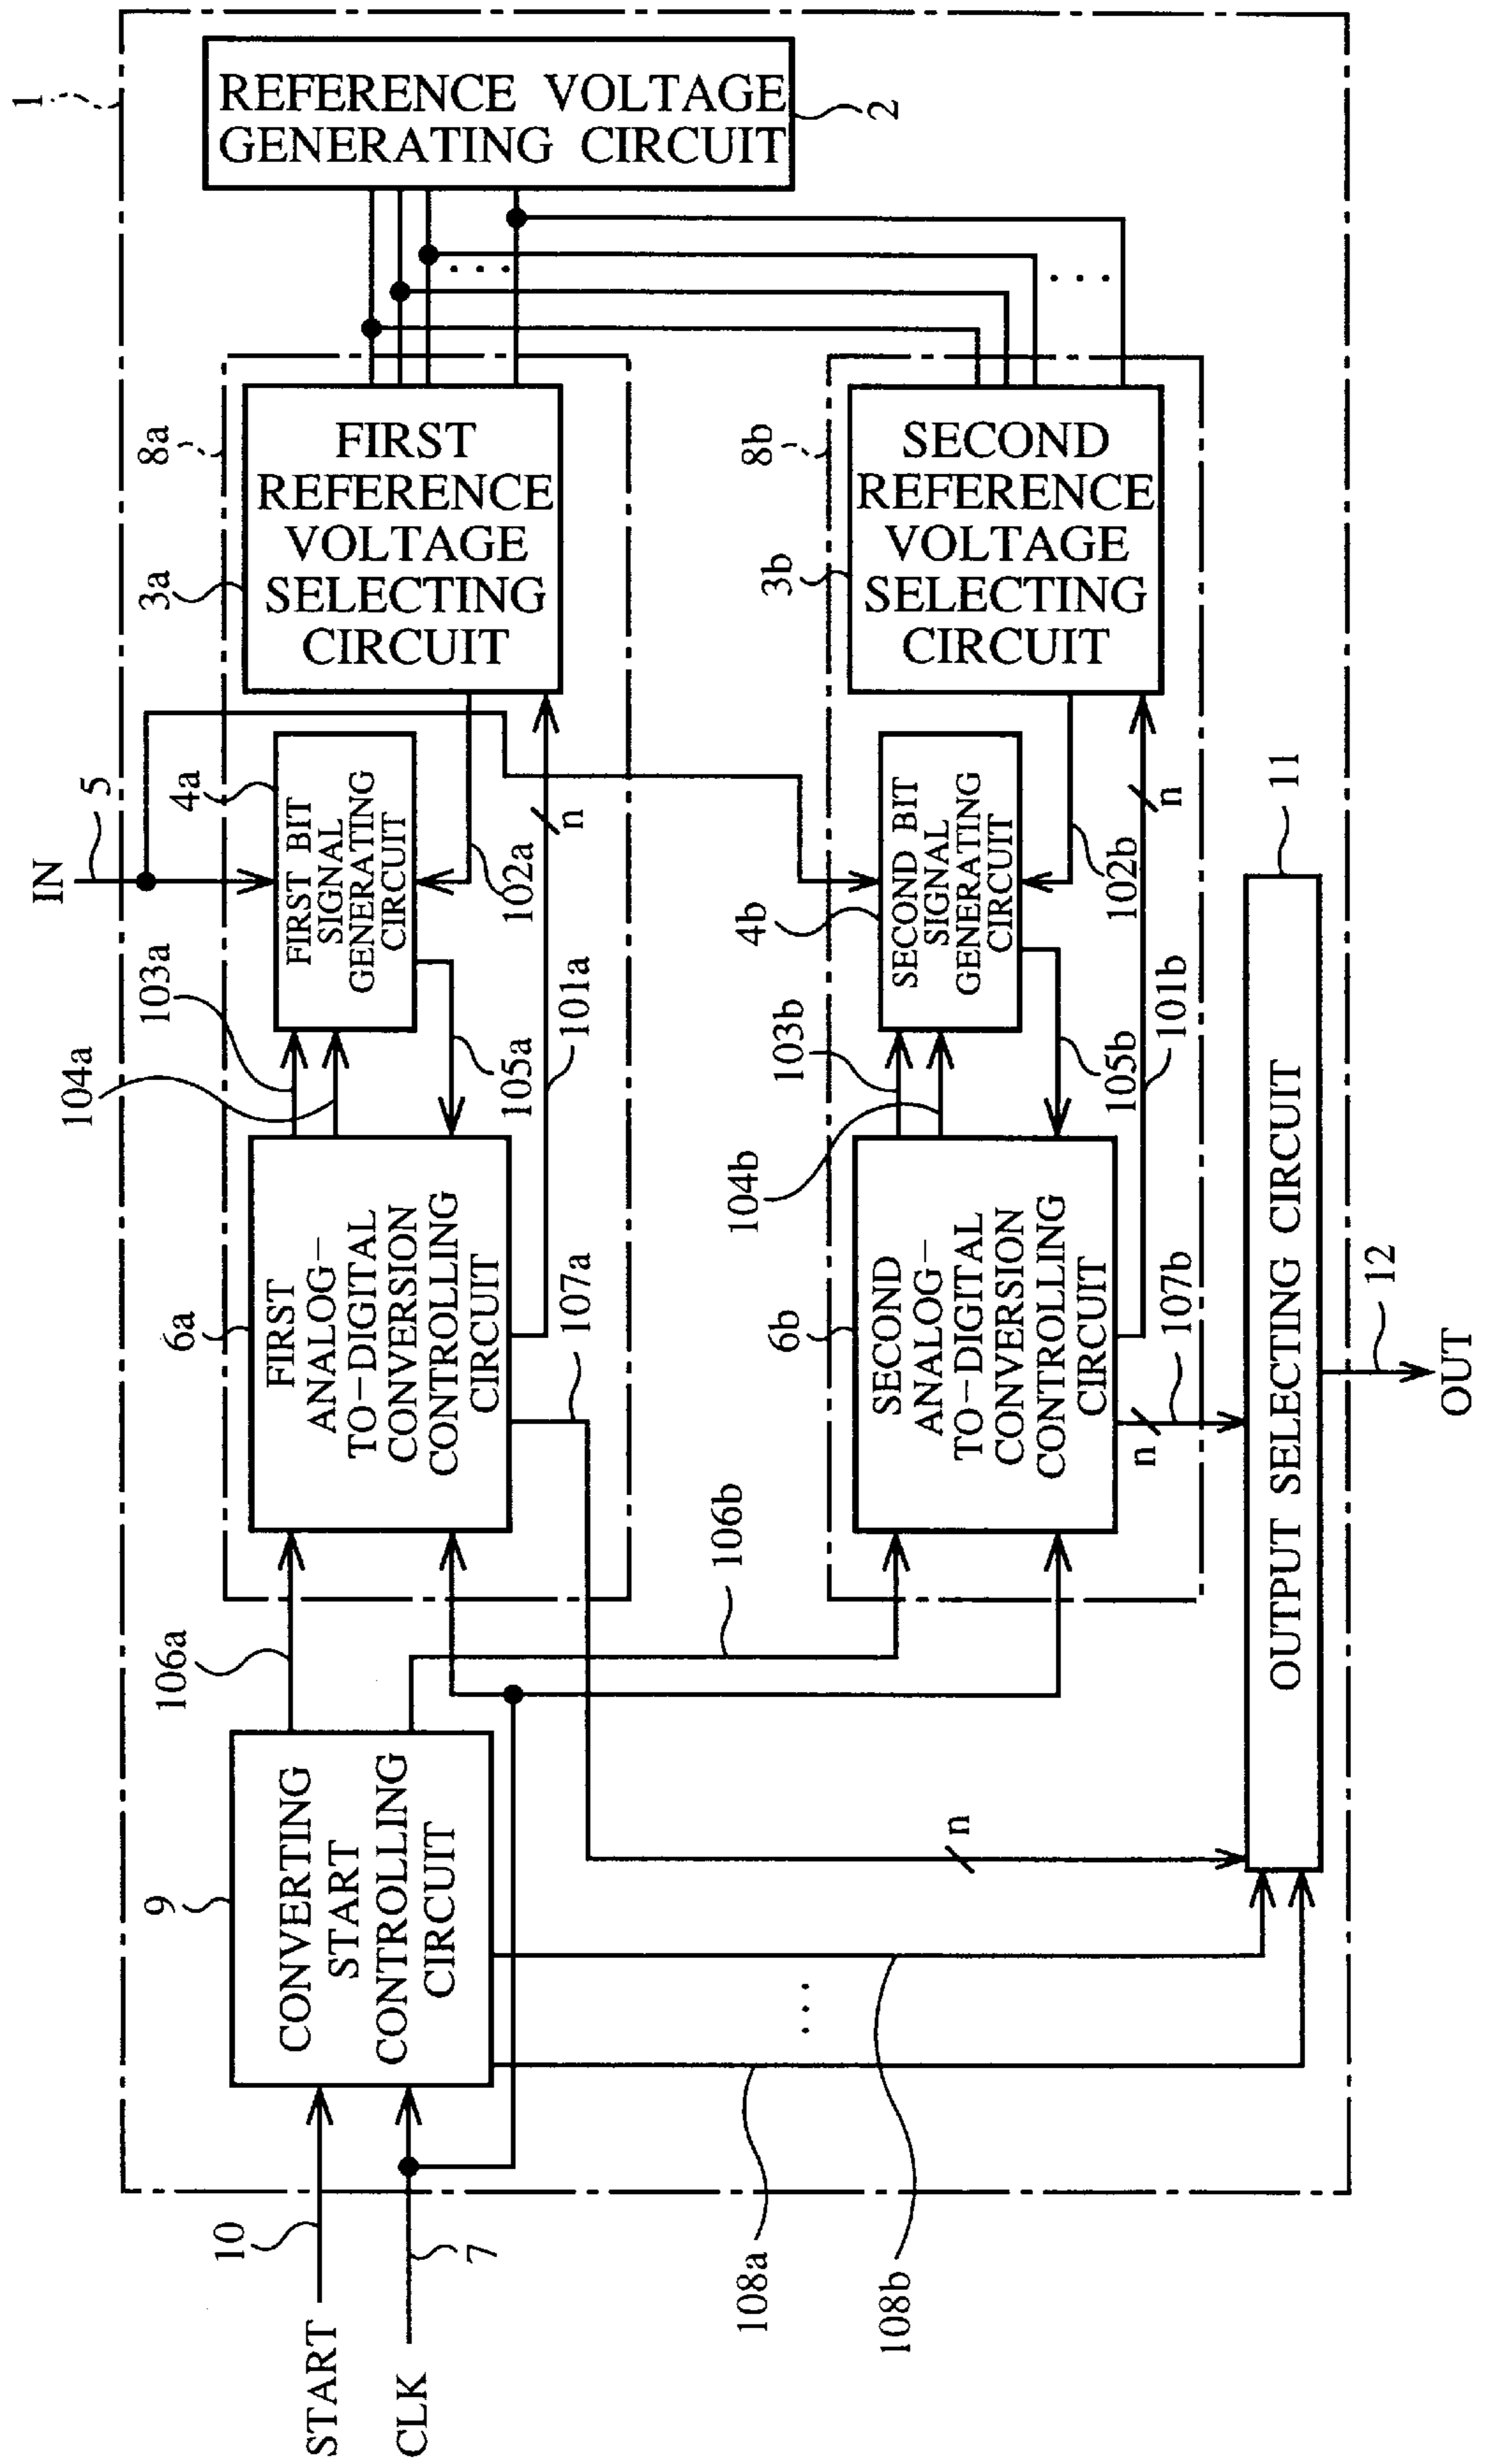 1
REFERENCE VOLTAGE
GENERATING CIRCUIT
2
8a
FIRST
REFERENCE
VOLTAGE
SELECTING
CIRCUIT
3a
8b
SECOND
REFERENCE
VOLTAGE
SELECTING
CIRCUIT
3b
IN
5
4a
FIRST BIT
SIGNAL
GENERATING
CIRCUIT
102a
n
103a
104a
105a
101a
4b
SECOND BIT
SIGNAL
GENERATING
CIRCUIT
102b
n
103b
104b
105b
101b
6a
FIRST
ANALOG-
TO-DIGITAL
CONVERSION
CONTROLLING
CIRCUIT
107a
6b
SECOND
ANALOG-
TO-DIGITAL
CONVERSION
CONTROLLING
CIRCUIT
107b
n
11
OUTPUT SELECTING CIRCUIT
12
OUT
106a
106b
9
CONVERTING
START
CONTROLLING
CIRCUIT
n
10
START
7
CLK
108a
108b